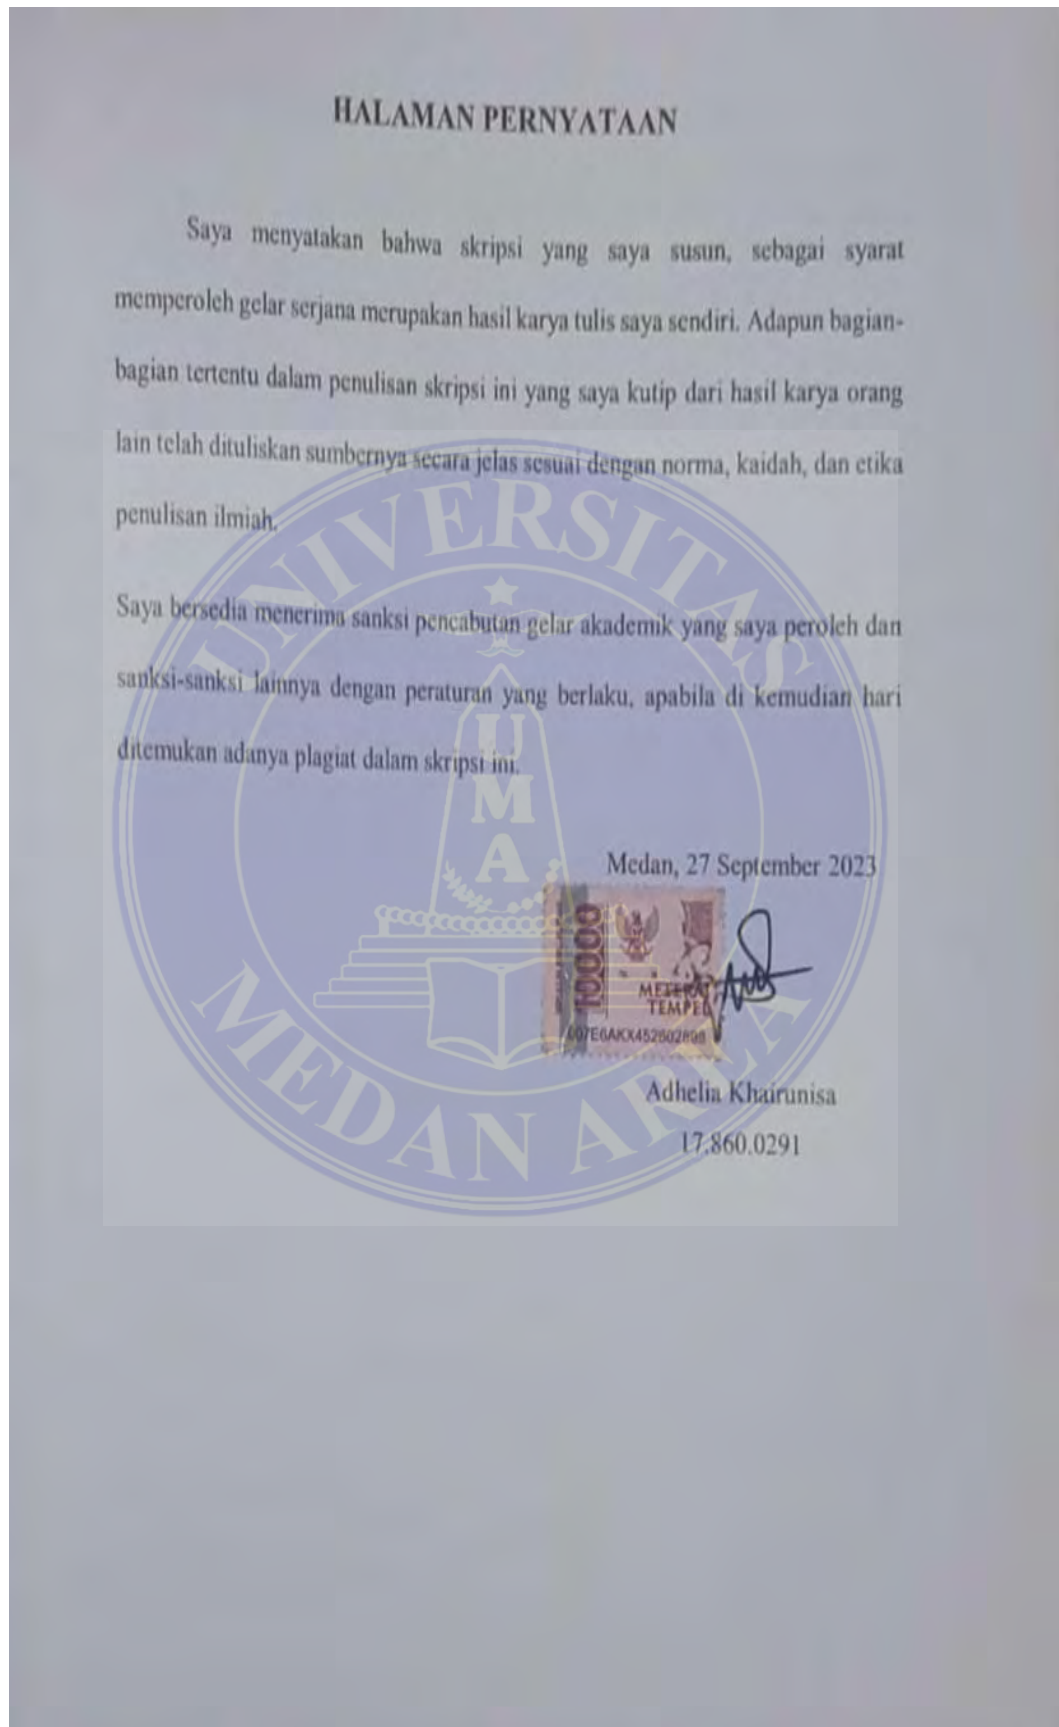 HALAMAN PERNYATAAN
Saya menyatakan bahwa skripsi yang saya susun, sebagai syarat
memperoleh gelar serjana merupakan hasil karya tulis saya sendiri. Adapun bagian-
bagian tertentu dalam penulisan skripsi ini yang saya kutip dari hasil karya orang
lain telah dituliskan sumbernya secara jelas sesuai dengan norma, kaidah, dan etika
penulisan ilmiah.
Saya bersedia menerima sanksi pencabutan gelar akademik yang saya peroleh dan
sanksi-sanksi lainnya dengan peraturan yang berlaku, apabila di kemudian hari
ditemukan adanya plagiat dalam skripsi ini.
Medan, 27 September 2023
10000
METERAI
TEMPEL
Adhelia Khairunisa
17.860.0291
UNIVERSITAS
UMA
MEDAN AREA